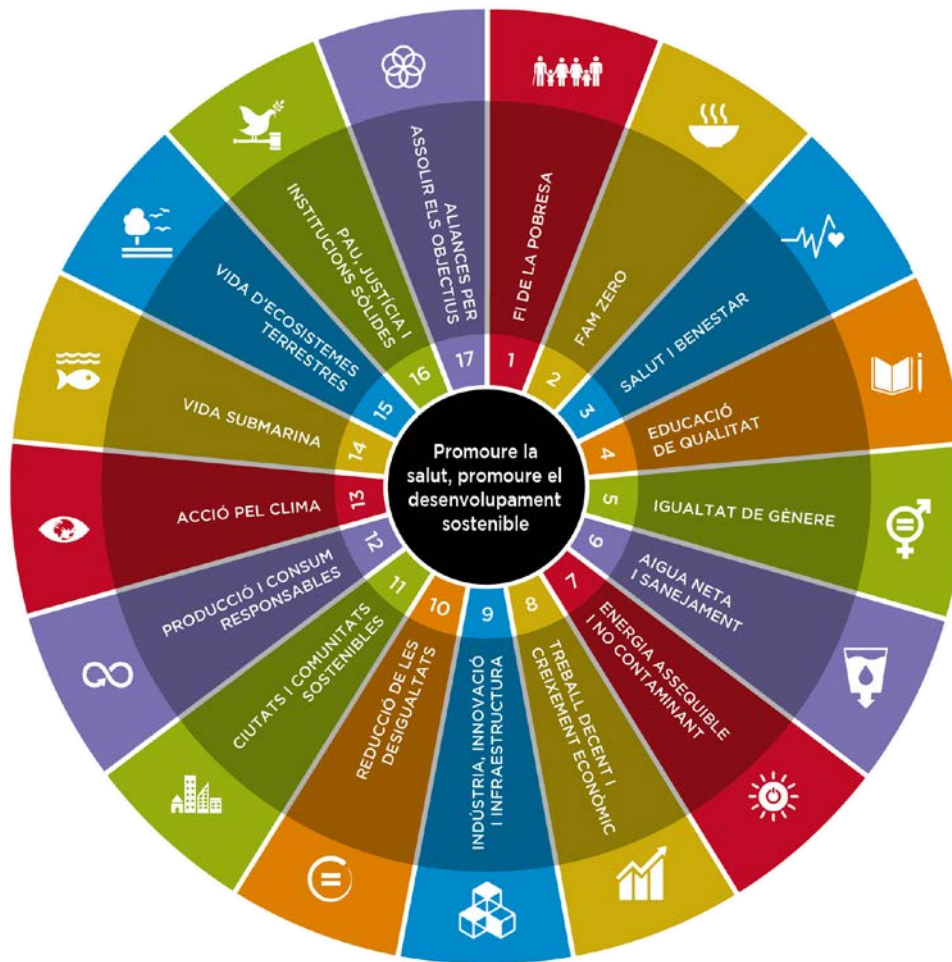 Promoure la
salut, promoure el
desenvolupament
sostenible
1
FI DE LA POBRESA
2
FAM ZERO
3
SALUT I BENESTAR
4
EDUCACIÓ
DE QUALITAT
5
IGUALTAT DE GÈNERE
6
AIGUA NETA
I SANEJAMENT
7
ENERGIA ASSEQUIBLE
I NO CONTAMINANT
8
TREBALL DECENT I
CREIXEMENT ECONÒMIC
9
INDÚSTRIA, INNOVACIÓ
I INFRAESTRUCTURA
10
REDUCCIÓ DE LES
DESIGUALTATS
11
CIUTATS I COMUNITATS
SOSTENIBLES
12
PRODUCCIÓ I CONSUM
RESPONSABLES
13
ACCIÓ PEL CLIMA
14
VIDA SUBMARINA
15
VIDA D'ECOSISTEMES
TERRESTRES
16
PAU, JUSTÍCIA I
INSTITUCIONS SÒLIDES
17
ALIANCES PER
ASSOLIR ELS OBJECTIUS